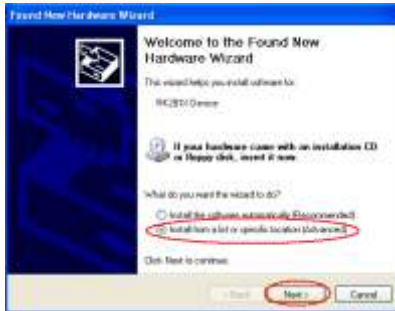 Found New Hardware Wizard
Welcome to the Found New
Hardware Wizard
This wizard helps you install software for:
Device
If your hardware came with an installation CD
or floppy disk, insert it now.
What do you want the wizard to do?
Install the software automatically (Recommended)
Install from a list or specific location (Advanced)
Click Next to continue.
< Back
Next >
Cancel